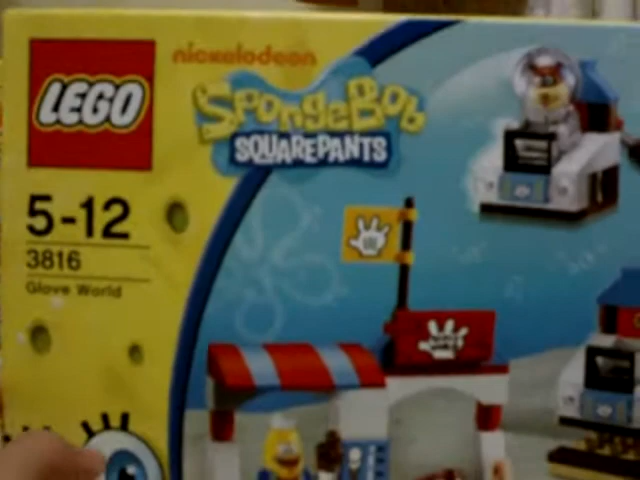 LEGO
nickelodeon
SpongeBob
SQUAREPANTS
5-12
3816
Glove World